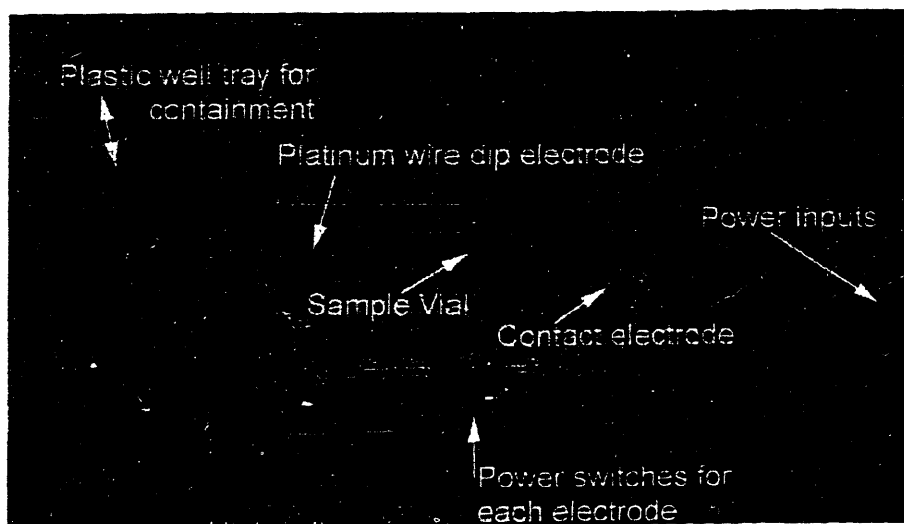 Plastic well tray for
containment
Platinum wire dip electrode
Power inputs
Sample Vial
Contact electrode
Power switches for
each electrode